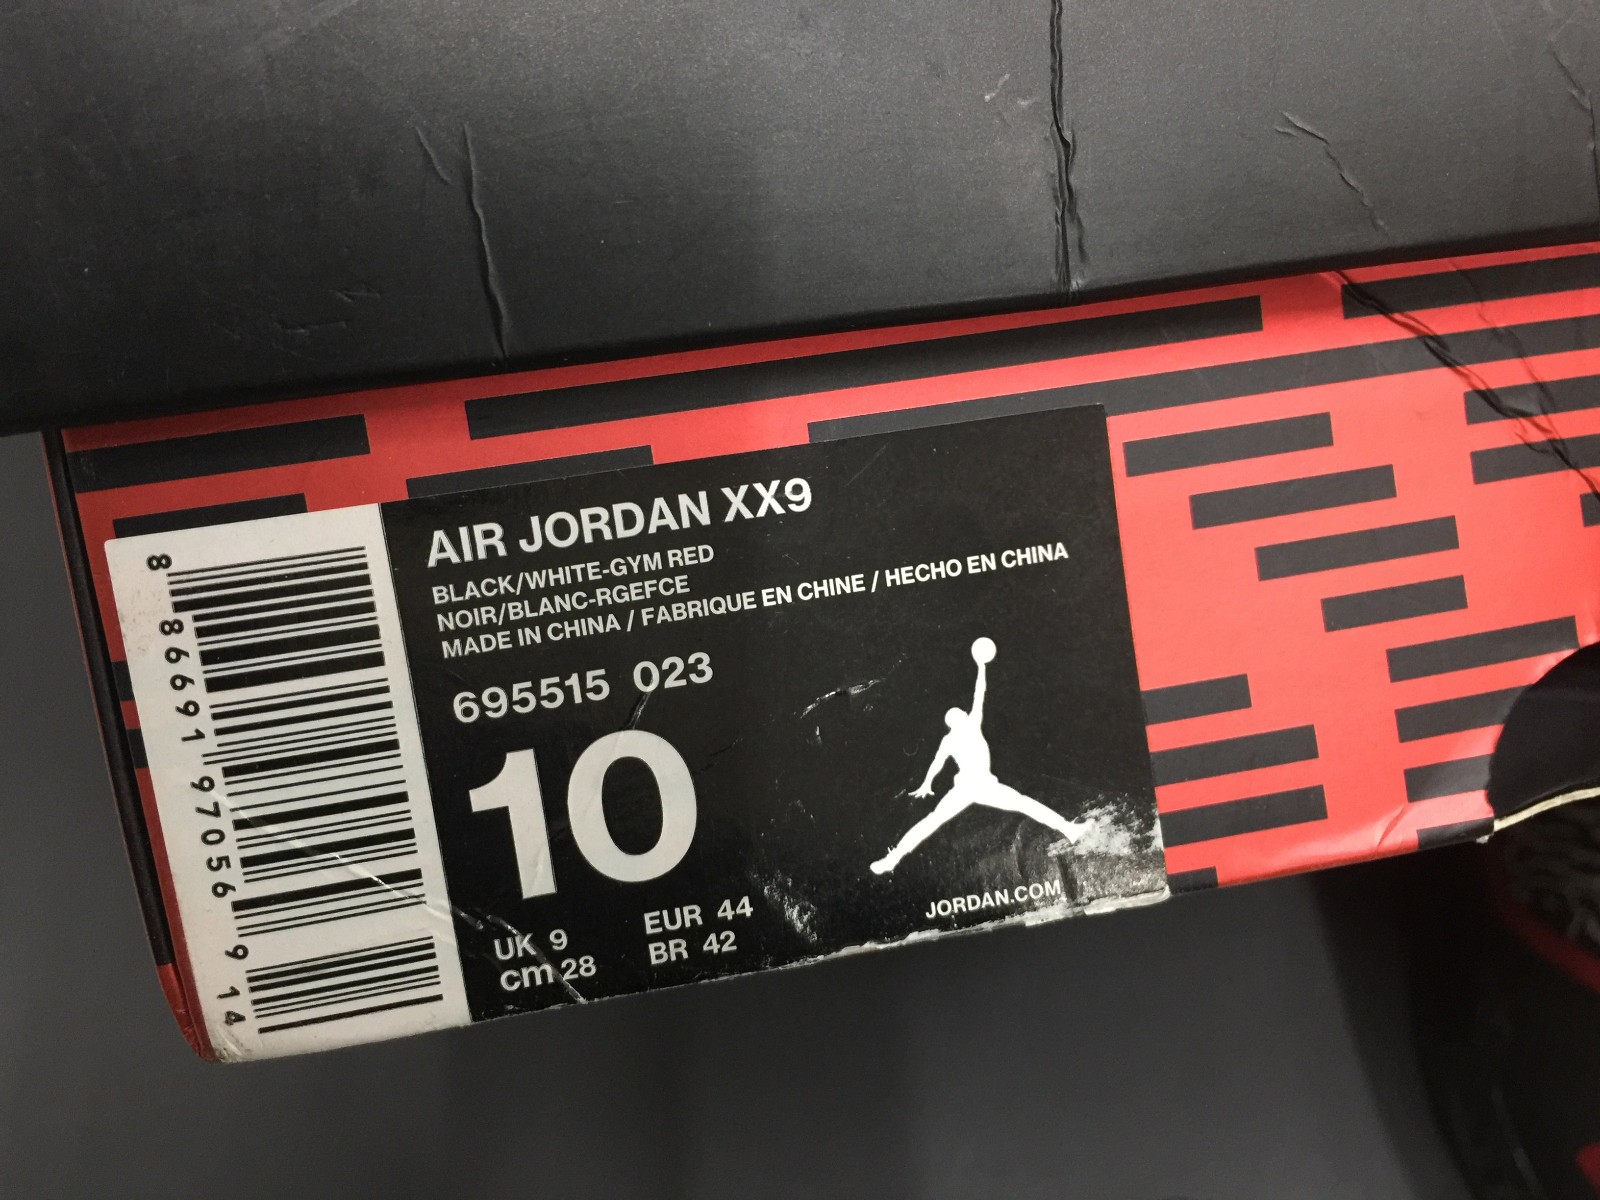 AIR JORDAN XX9
BLACK/WHITE-GYM RED
NOIR/BLANC-RGEFCE
MADE IN CHINA / FABRIQUE EN CHINE / HECHO EN CHINA
695515 023
10
UK 9 EUR 44
cm 28 BR 42
JORDAN.COM
8 86691 97056 9 14